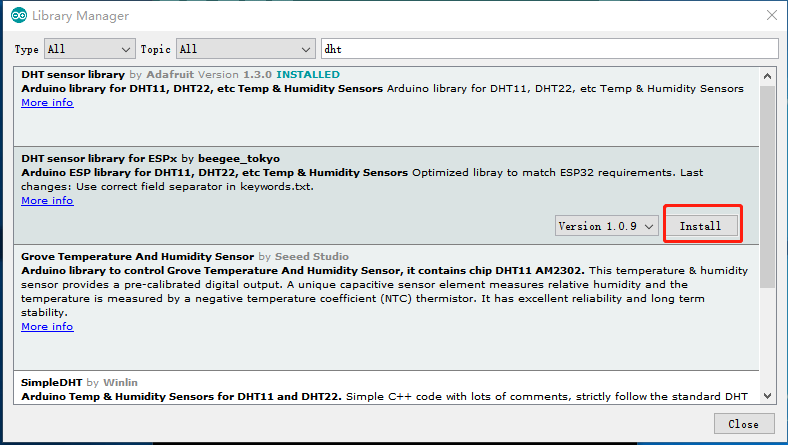 Library Manager
Type All Topic All dht
DHT sensor library by Adafruit Version 1.3.0 INSTALLED
Arduino library for DHT11, DHT22, etc Temp & Humidity Sensors Arduino library for DHT11, DHT22, etc Temp & Humidity Sensors
More info
DHT sensor library for ESPx by beegee_tokyo
Arduino ESP library for DHT11, DHT22, etc Temp & Humidity Sensors Optimized libray to match ESP32 requirements. Last
changes: Use correct field separator in keywords.txt.
More info
Version 1.0.9 Install
Grove Temperature And Humidity Sensor by Seeed Studio
Arduino library to control Grove Temperature And Humidity Sensor, it contains chip DHT11 AM2302. This temperature & humidity
sensor provides a pre-calibrated digital output. A unique capacitive sensor element measures relative humidity and the
temperature is measured by a negative temperature coefficient (NTC) thermistor. It has excellent reliability and long term
stability.
More info
SimpleDHT by Winlin
Arduino Temp & Humidity Sensors for DHT11 and DHT22. Simple C++ code with lots of comments, strictly follow the standard DHT
Close